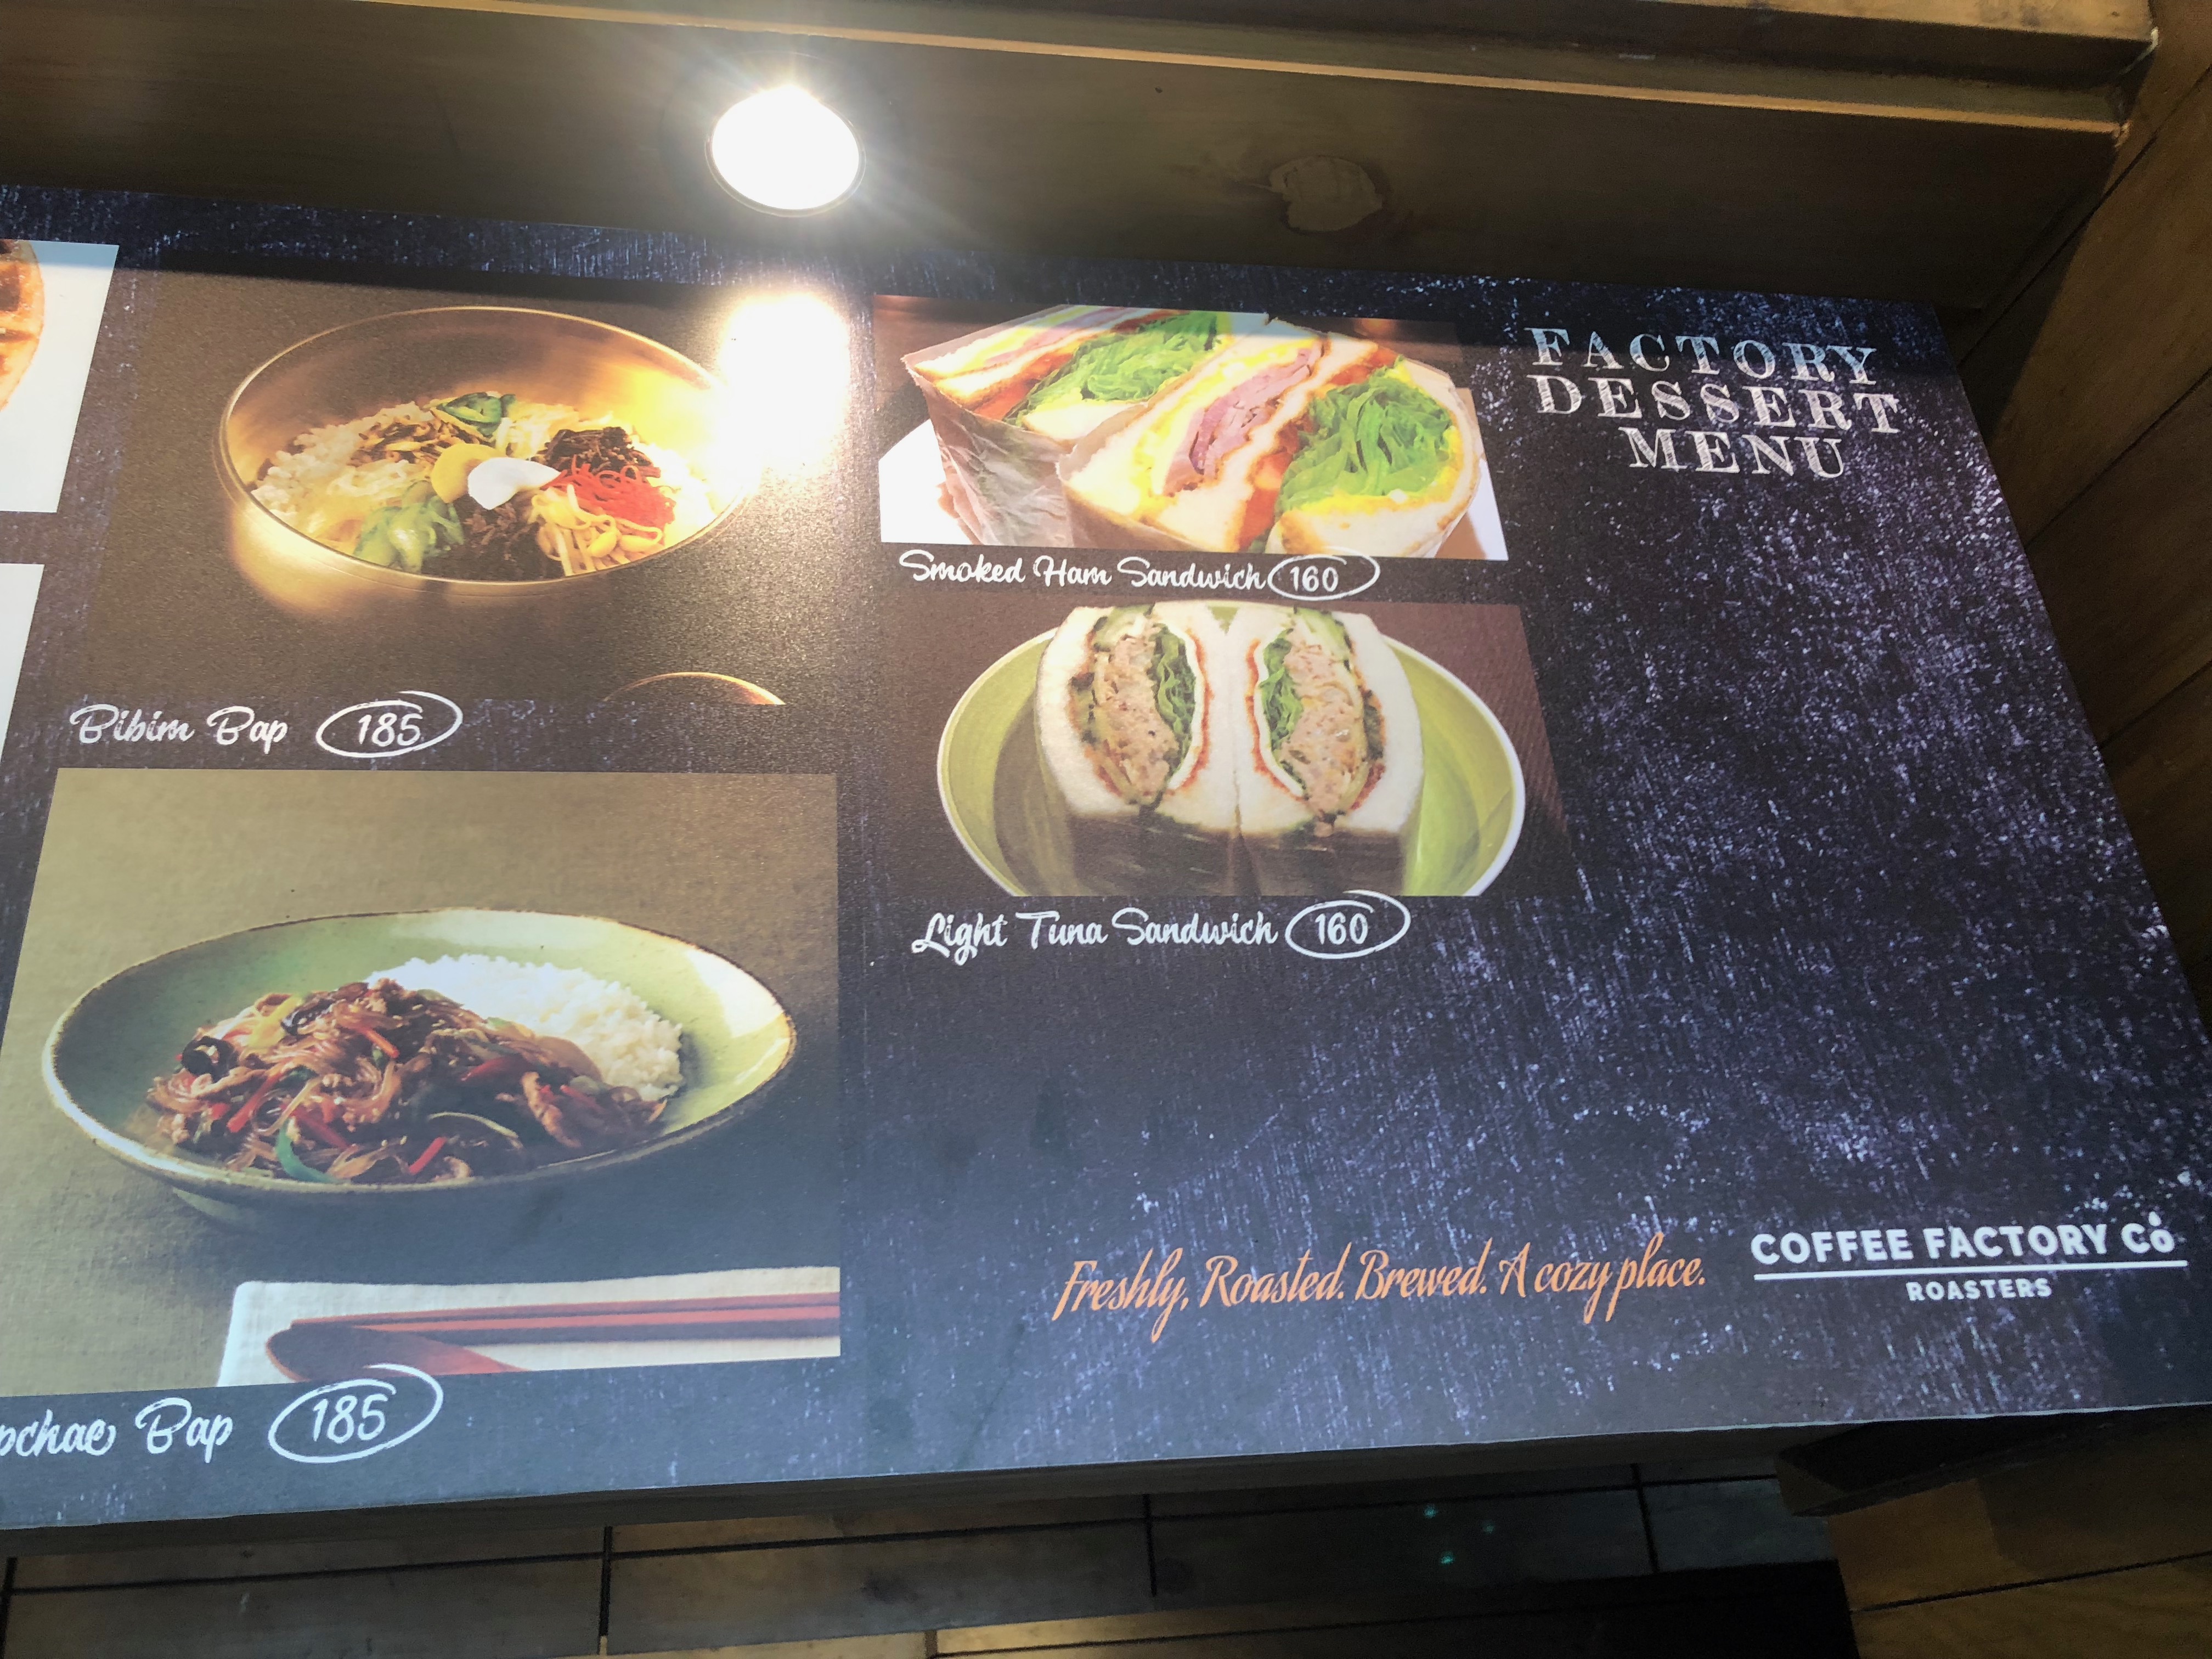 FACTORY
DESSERT
MENU
Smoked Ham Sandwich 160
Bibim Bap 185
Light Tuna Sandwich 160
Bap 185
Freshly, Roasted. Brewed. A cozy place.
COFFEE FACTORY Co
ROASTERS